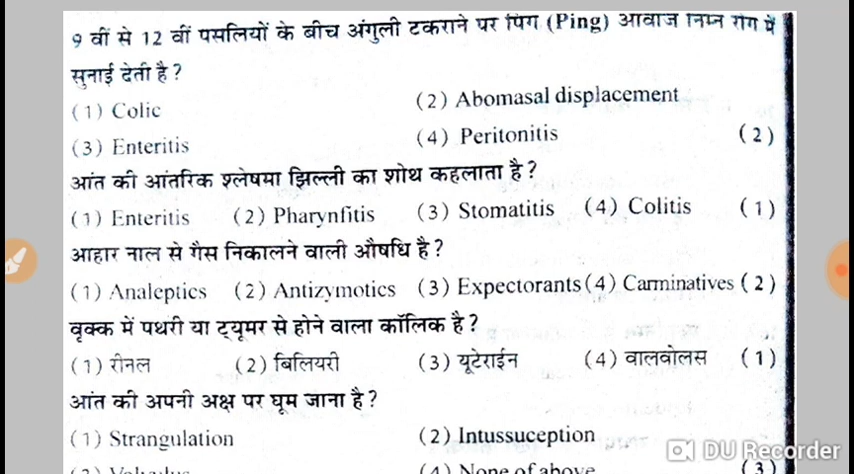 9 वीं से 12 वीं पसलियों के बीच अंगुली टकराने पर पिंग (Ping) आवाज निम्न रोग में
सुनाई देती है?
(1) Colic (2) Abomasal displacement
(3) Enteritis (4) Peritonitis (2)
आंत की आंतरिक श्लेषमा झिल्ली का शोथ कहलाता है?
(1) Enteritis (2) Pharynfitis (3) Stomatitis (4) Colitis (1)
आहार नाल से गैस निकालने वाली औषधि है?
(1) Analeptics (2) Antizymotics (3) Expectorants (4) Carminatives (2)
वृक्क में पथरी या ट्यूमर से होने वाला कॉलिक है?
(1) रीनल (2) बिलियरी (3) यूटेराईन (4) वालवोलस (1)
आंत की अपनी अक्ष पर घूम जाना है?
(1) Strangulation (2) Intussuception
DU Recorder
(4) None of above (3)